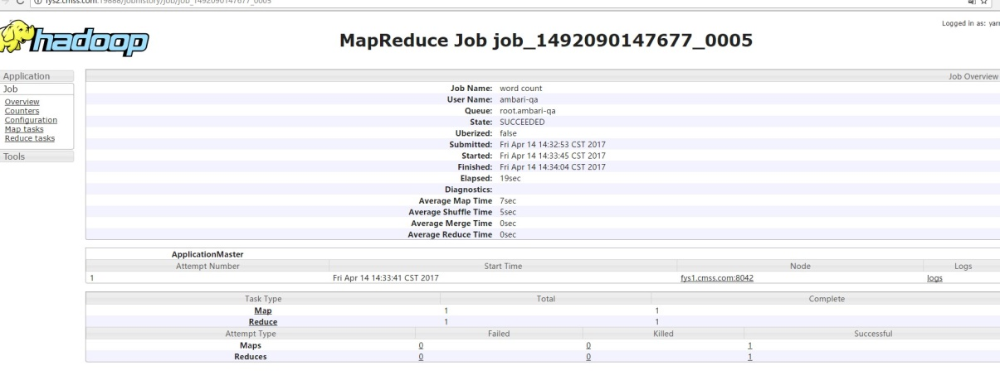 fys2.cmss.com:19888/jobhistory/job/job_1492090147677_0005
hadoop
MapReduce Job job_1492090147677_0005
Logged in as: yarn
Application
Job
Overview
Counters
Configuration
Map tasks
Reduce tasks
Tools
Job Overview
Job Name: word count
User Name: ambari-qa
Queue: root.ambari-qa
State: SUCCEEDED
Uberized: false
Submitted: Fri Apr 14 14:32:53 CST 2017
Started: Fri Apr 14 14:33:45 CST 2017
Finished: Fri Apr 14 14:34:04 CST 2017
Elapsed: 19sec
Diagnostics:
Average Map Time 7sec
Average Shuffle Time 5sec
Average Merge Time 0sec
Average Reduce Time 0sec
ApplicationMaster
Attempt Number Start Time Node Logs
1 Fri Apr 14 14:33:41 CST 2017 fys1.cmss.com:8042 logs
Task Type Total Complete
Map 1 1
Reduce 1 1
Attempt Type Failed Killed Successful
Maps 0 0 1
Reduces 0 0 1